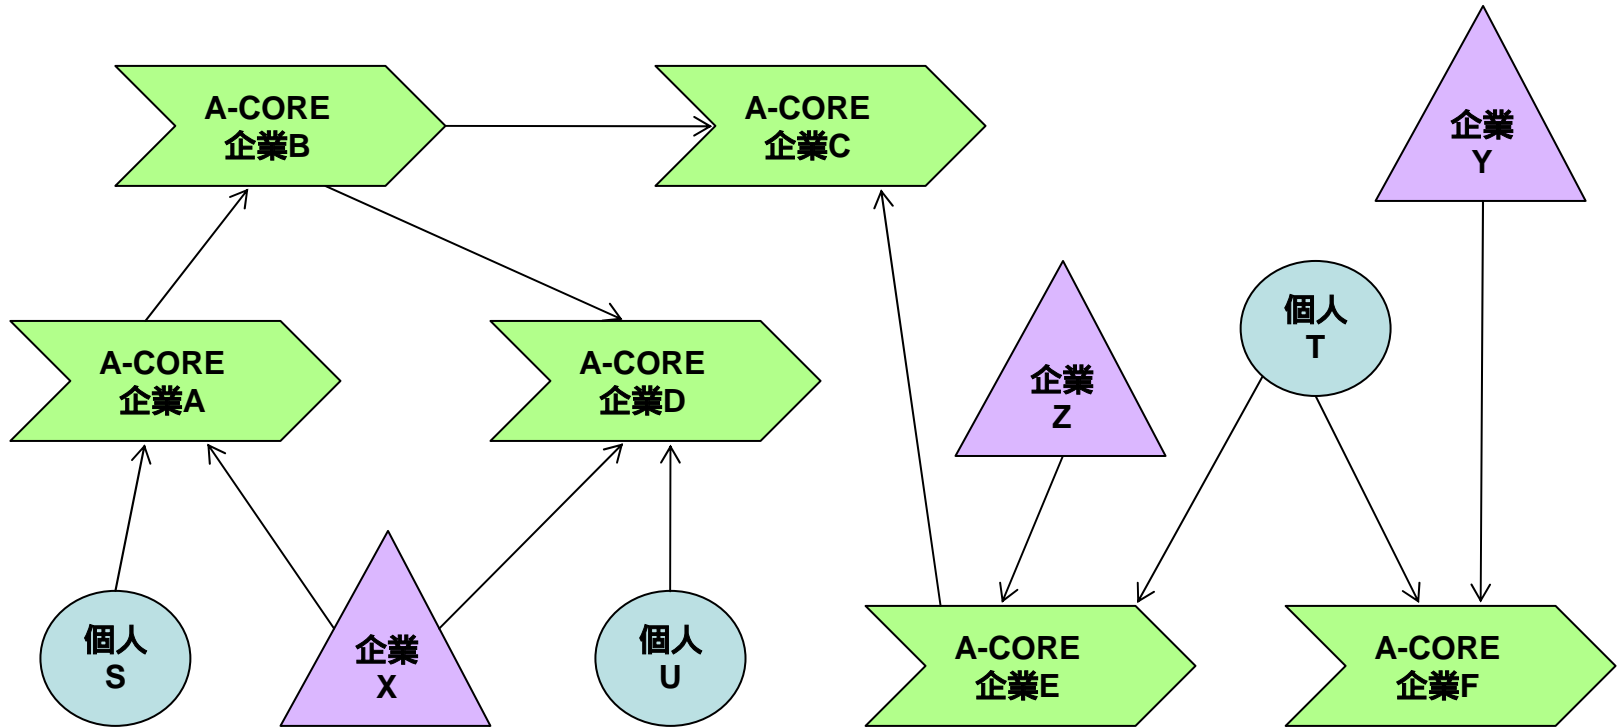 A-CORE
企業B
A-CORE
企業C
企業
Y
A-CORE
企業A
A-CORE
企業D
企業
Z
個人
T
個人
S
企業
X
個人
U
A-CORE
企業E
A-CORE
企業F